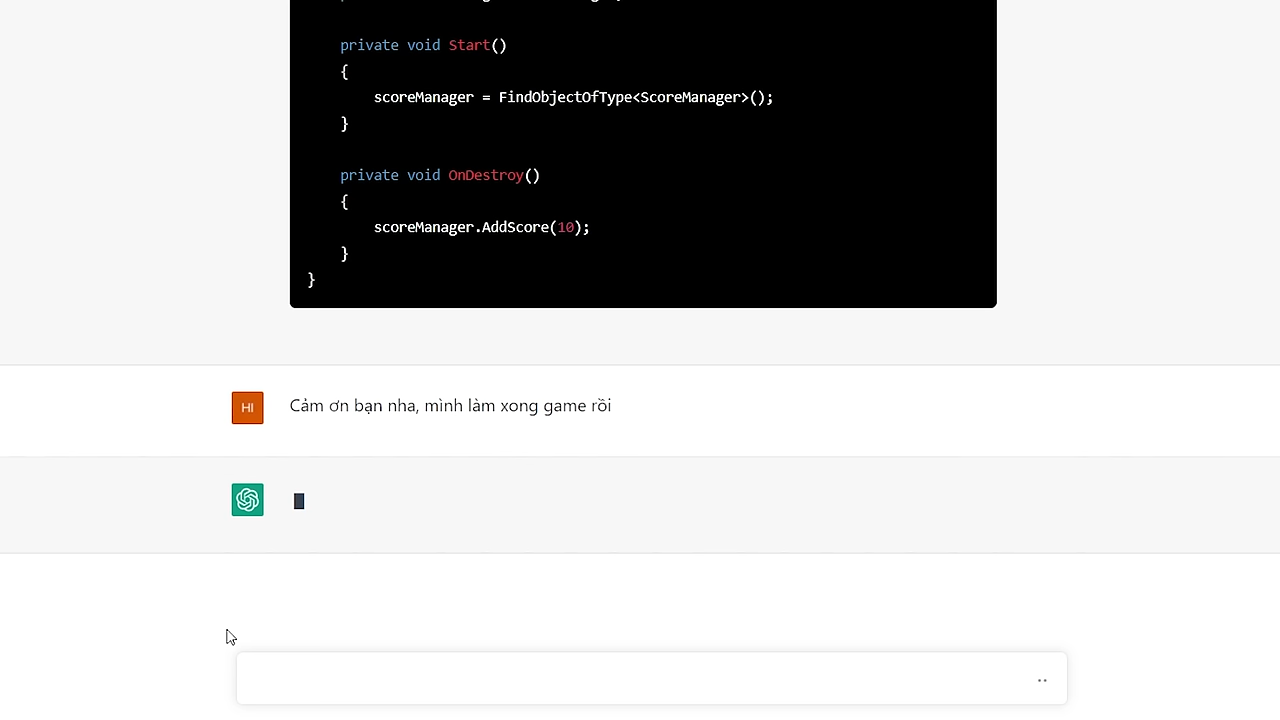 private void Start()
{
scoreManager = FindObjectOfType<ScoreManager>();
}
private void OnDestroy()
{
scoreManager.AddScore(10);
}
}
HI
Cảm ơn bạn nha, mình làm xong game rồi